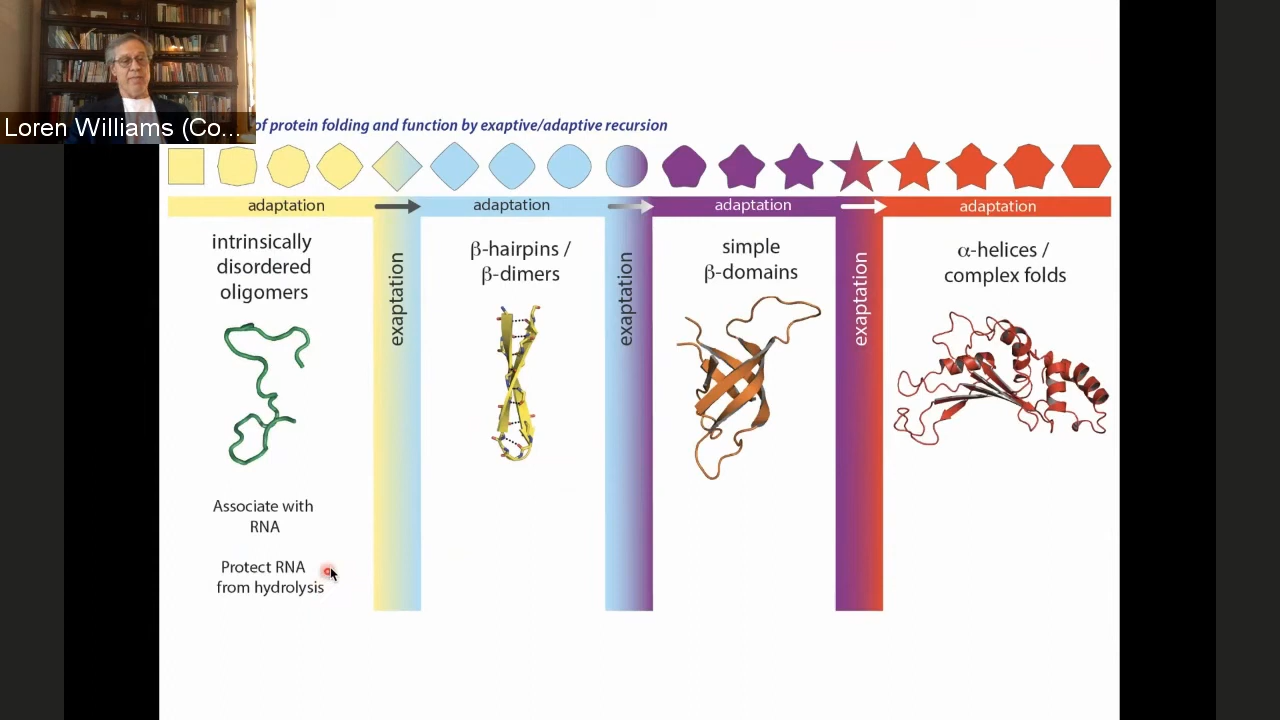 Loren Williams (Co...
of protein folding and function by exaptive/adaptive recursion
adaptation
adaptation
adaptation
adaptation
intrinsically
disordered
oligomers
exaptation
β-hairpins /
β-dimers
exaptation
simple
β-domains
exaptation
α-helices /
complex folds
Associate with
RNA
Protect RNA
from hydrolysis